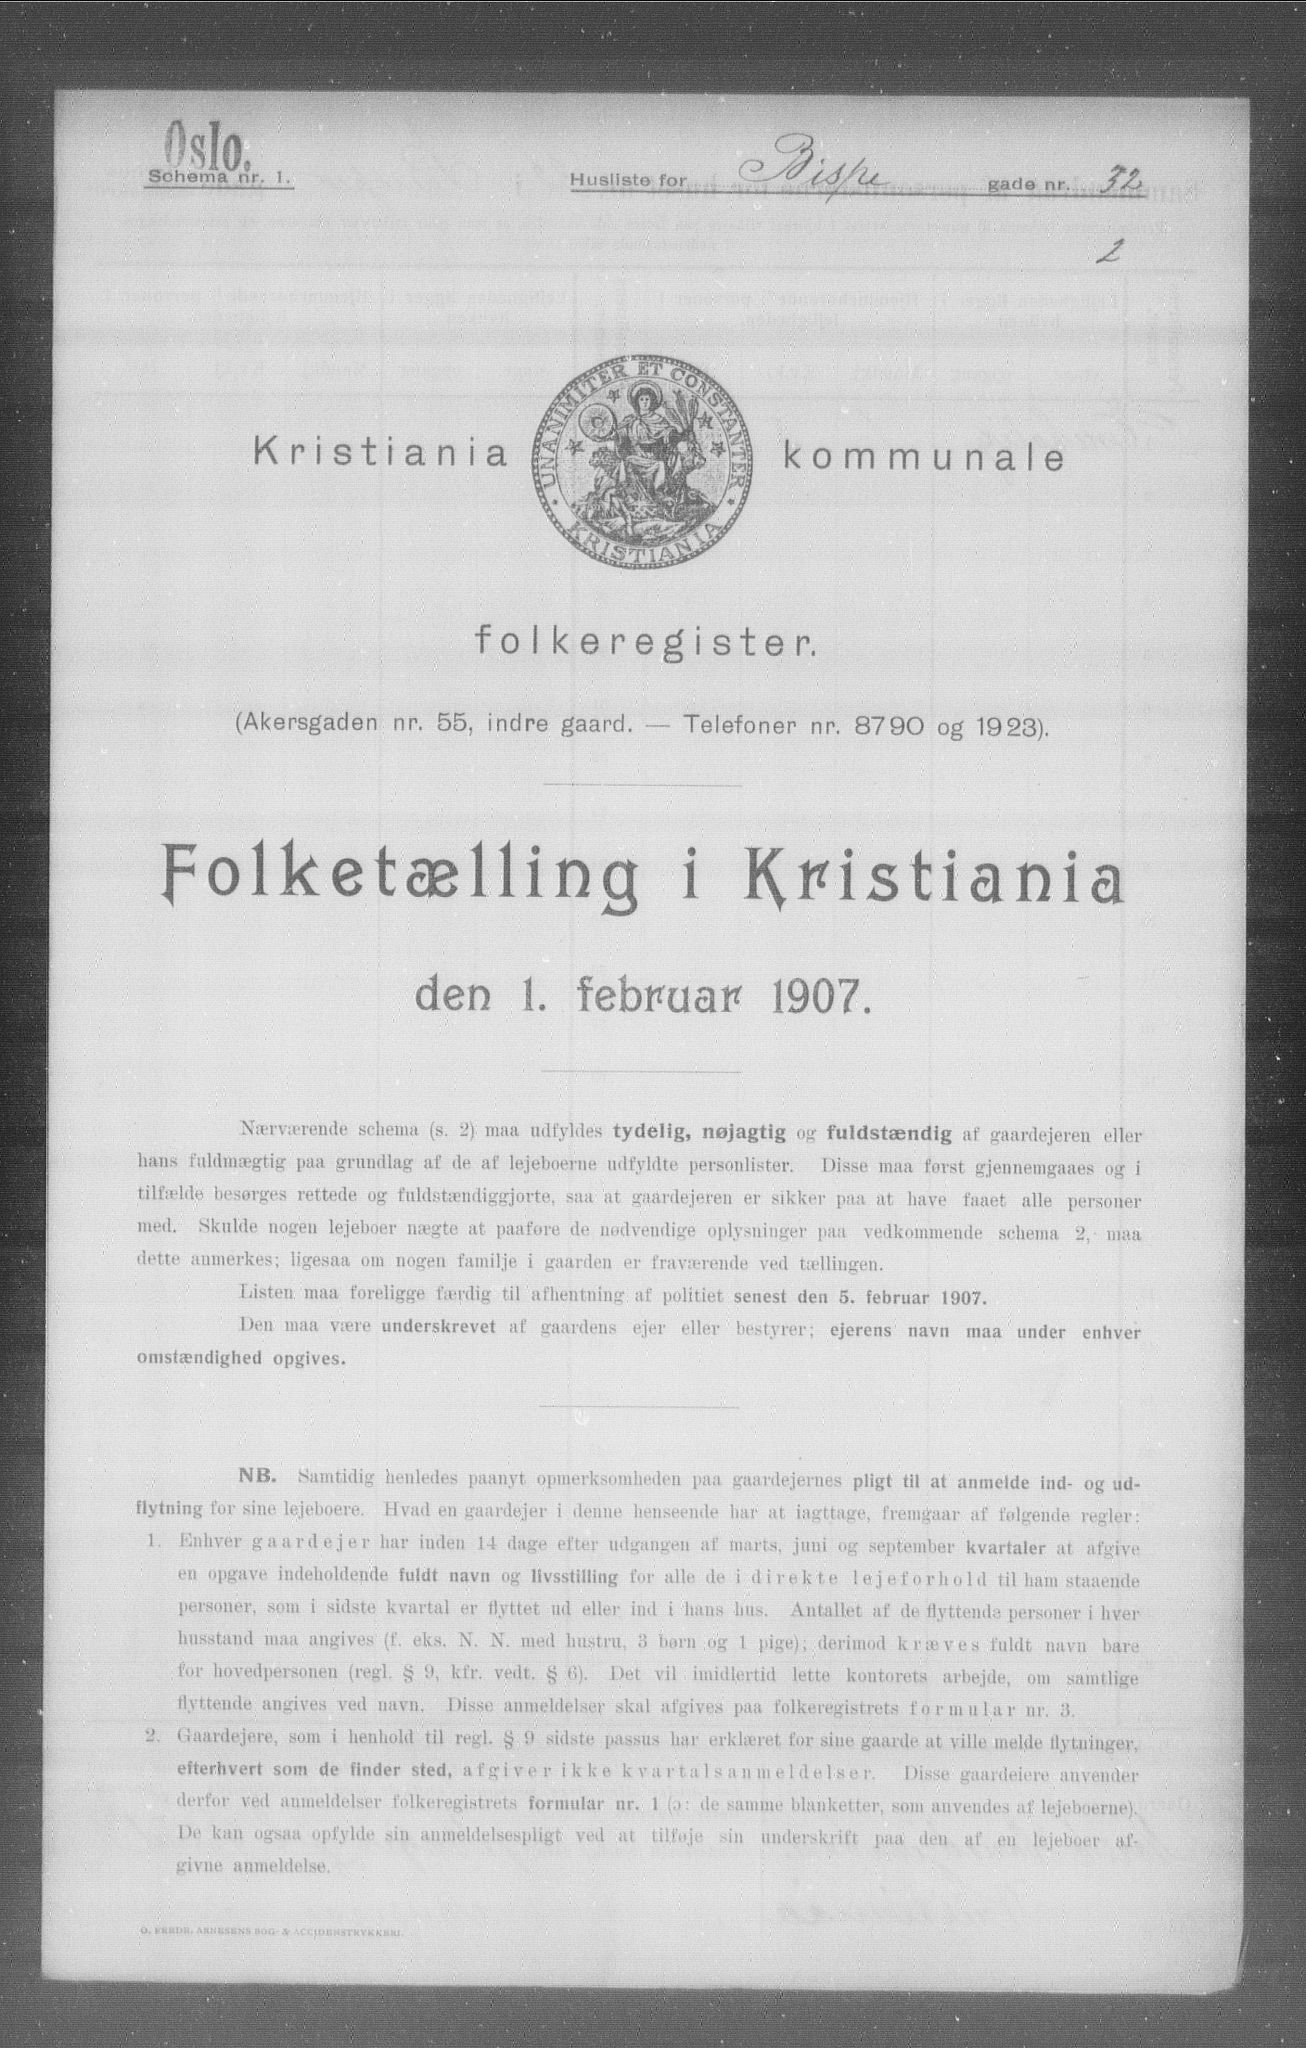 Oslo.
Schema nr. 1.
Husliste for Bispe gade nr. 32
2
Kristiania kommunale
UNANIMITER ET CONSTANTER
KRISTIANIA
folkeregister.
(Akersgaden nr. 55, indre gaard. — Telefoner nr. 8790 og 1923).
Folketælling i Kristiania
den 1. februar 1907.
Nærværende schema (s. 2) maa udfyldes tydelig, nøjagtig og fuldstændig af gaardejeren eller
hans fuldmægtig paa grundlag af de af lejeboerne udfyldte personlister. Disse maa først gjennemgaaes og i
tilfælde besørges rettede og fuldstændiggjorte, saa at gaardejeren er sikker paa at have faaet alle personer
med. Skulde nogen lejeboer nægte at paaføre de nødvendige oplysninger paa vedkommende schema 2, maa
dette anmerkes; ligesaa om nogen familje i gaarden er fraværende ved tællingen.
Listen maa foreligge færdig til afhentning af politiet senest den 5. februar 1907.
Den maa være underskrevet af gaardens ejer eller bestyrer; ejerens navn maa under enhver
omstændighed opgives.
NB. Samtidig henledes paanyt opmerksomheden paa gaardejernes pligt til at anmelde ind- og ud-
flytning for sine lejeboere. Hvad en gaardejer i denne henseende har at iagttage, fremgaar af følgende regler:
1. Enhver gaardejer har inden 14 dage efter udgangen af marts, juni og september kvartaler at afgive
en opgave indeholdende fuldt navn og livsstilling for alle de i direkte lejeforhold til ham staaende
personer, som i sidste kvartal er flyttet ud eller ind i hans hus. Antallet af de flyttende personer i hver
husstand maa angives (f. eks. N. N. med hustru, 3 børn og 1 pige); derimod kræves fuldt navn bare
for hovedpersonen (regl. § 9, kfr. vedt. § 6). Det vil imidlertid lette kontorets arbejde, om samtlige
flyttende angives ved navn. Disse anmeldelser skal afgives paa folkeregistrets formular nr. 3.
2. Gaardejere, som i henhold til regl. § 9 sidste passus har erklæret for sine gaarde at ville melde flytninger,
efterhvert som de finder sted, afgiver ikke kvartalsanmeldelser. Disse gaardeiere anvender
derfor ved anmeldelser folkeregistrets formular nr. 1 (ɔ: de samme blanketter, som anvendes af lejeboerne).
De kan ogsaa opfylde sin anmeldelsespligt ved at tilføje sin underskrift paa den af en lejeboer af-
givne anmeldelse.
O. FREDR. ARNESENS BOG- & ACCIDENSTRYKKERI.